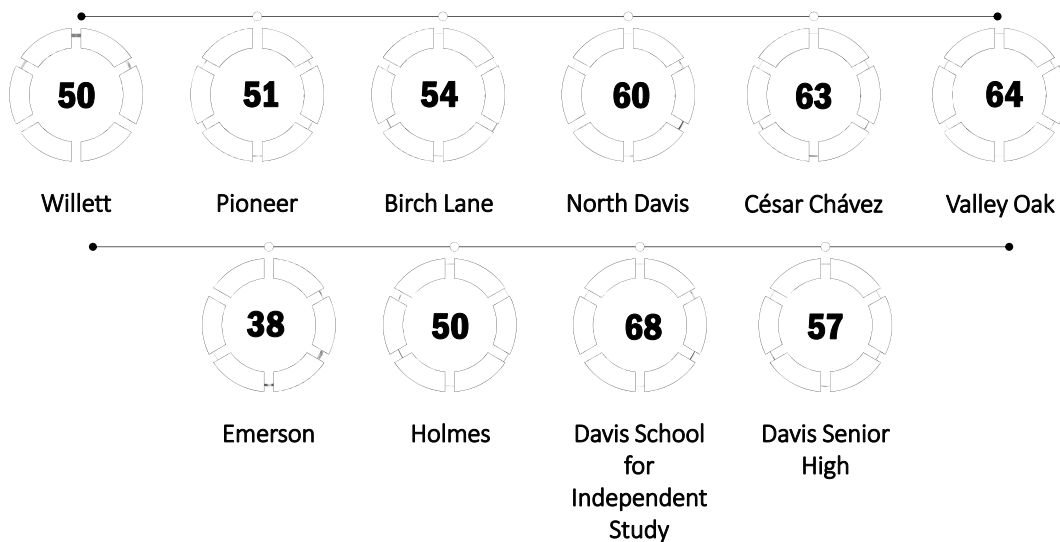 50 51 54 60 63 64
Willett Pioneer Birch Lane North Davis César Chávez Valley Oak
38 50 68 57
Emerson Holmes Davis School Davis Senior
for High
Independent
Study